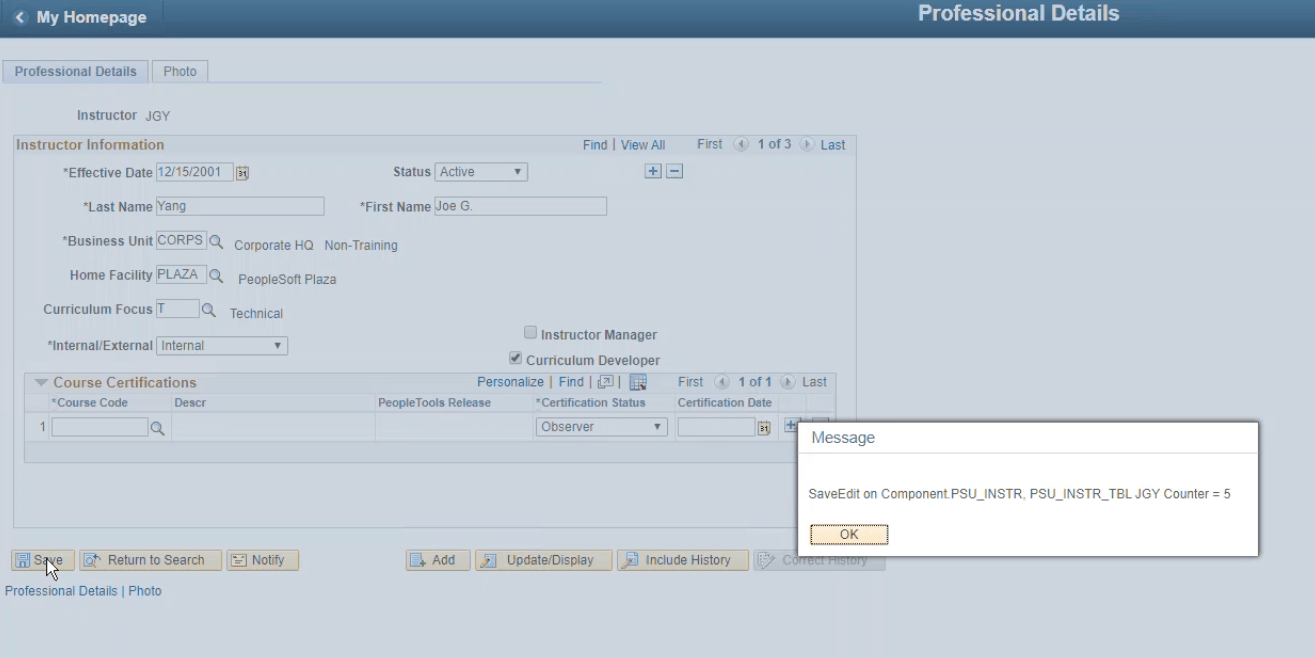 My Homepage
Professional Details
Professional Details Photo
Instructor JGY
Instructor Information Find | View All First 1 of 3 Last
*Effective Date 12/15/2001 31 Status Active
*Last Name Yang *First Name Joe G.
*Business Unit CORPS Corporate HQ Non-Training
Home Facility PLAZA PeopleSoft Plaza
Curriculum Focus T Technical
Instructor Manager
*Internal/External Internal
Curriculum Developer
Course Certifications Personalize | Find | | First 1 of 1 Last
*Course Code Descr PeopleTools Release *Certification Status Certification Date
1 Observer 31
Message
SaveEdit on Component.PSU_INSTR, PSU_INSTR_TBL JGY Counter = 5
OK
Save Return to Search Notify Add Update/Display Include History Correct History
Professional Details | Photo